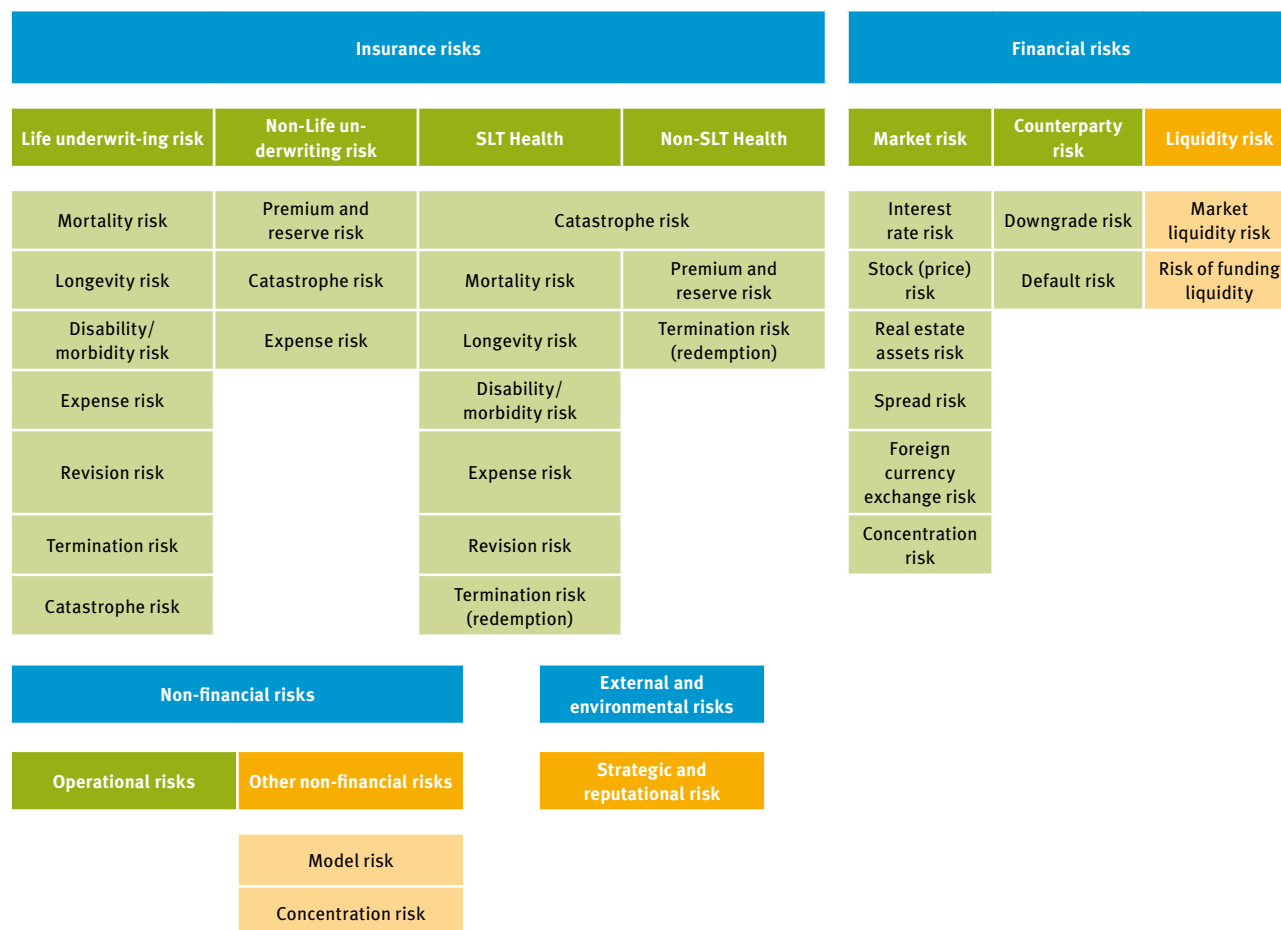 Insurance risks
Financial risks
Life underwrit-ing risk
Non-Life un-
derwriting risk
SLT Health
Non-SLT Health
Market risk
Counterparty
risk
Liquidity risk
Mortality risk
Premium and
reserve risk
Catastrophe risk
Interest
rate risk
Downgrade risk
Market
liquidity risk
Longevity risk
Catastrophe risk
Mortality risk
Premium and
reserve risk
Stock (price)
risk
Default risk
Risk of funding
liquidity
Disability/
morbidity risk
Expense risk
Longevity risk
Termination risk
(redemption)
Real estate
assets risk
Expense risk
Disability/
morbidity risk
Spread risk
Revision risk
Expense risk
Foreign
currency
exchange risk
Termination risk
Revision risk
Concentration
risk
Catastrophe risk
Termination risk
(redemption)
Non-financial risks
External and
environmental risks
Operational risks
Other non-financial risks
Strategic and
reputational risk
Model risk
Concentration risk